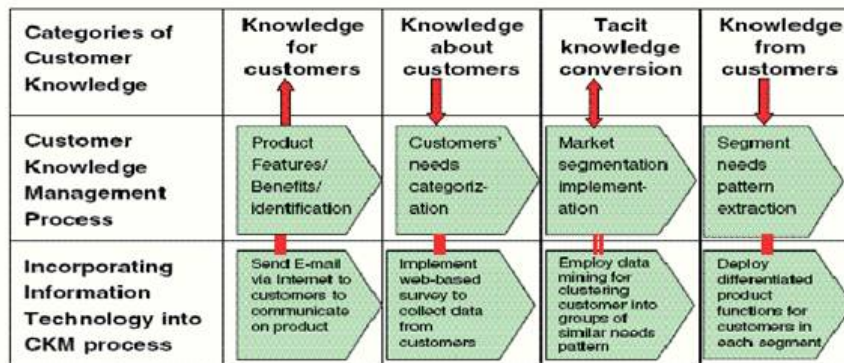 Categories of
Customer
Knowledge
Knowledge
for
customers
Knowledge
about
customers
Tacit
knowledge
conversion
Knowledge
from
customers
Customer
Knowledge
Management
Process
Product
Features/
Benefits/
identification
Customers'
needs
categoriz-
ation
Market
segmentation
implement-
ation
Segment
needs
pattern
extraction
Incorporating
Information
Technology into
CKM process
Send E-mail
via Internet to
customers to
communicate
on product
Implement
web-based
survey to
collect data
from
customers
Employ data
mining for
clustering
customer into
groups of
similar needs
pattern
Deploy
differentiated
product
functions for
customers in
each segment